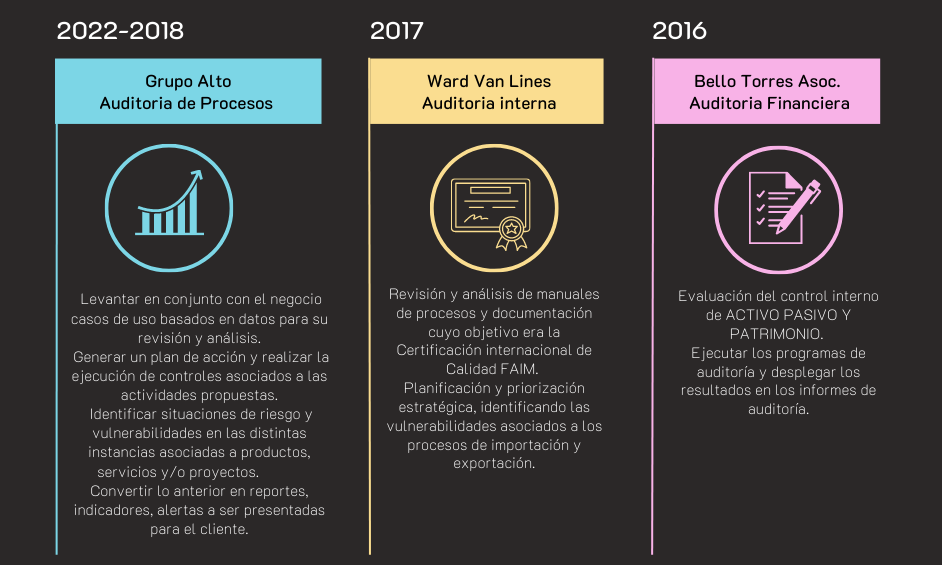 2022-2018
Grupo Alto
Auditoria de Procesos
Levantar en conjunto con el negocio
casos de uso basados en datos para su
revisión y análisis.
Generar un plan de acción y realizar la
ejecución de controles asociados a las
actividades propuestas.
Identificar situaciones de riesgo y
vulnerabilidades en las distintas
instancias asociadas a productos,
servicios y/o proyectos.
Convertir lo anterior en reportes,
indicadores, alertas a ser presentadas
para el cliente.
2017
Ward Van Lines
Auditoria interna
Revisión y análisis de manuales
de procesos y documentación
cuyo objetivo era la
Certificación internacional de
Calidad FAIM.
Planificación y priorización
estratégica, identificando las
vulnerabilidades asociados a los
procesos de importación y
exportación.
2016
Bello Torres Asoc.
Auditoria Financiera
Evaluación del control interno
de ACTIVO PASIVO Y
PATRIMONIO.
Ejecutar los programas de
auditoría y desplegar los
resultados en los informes de
auditoría.